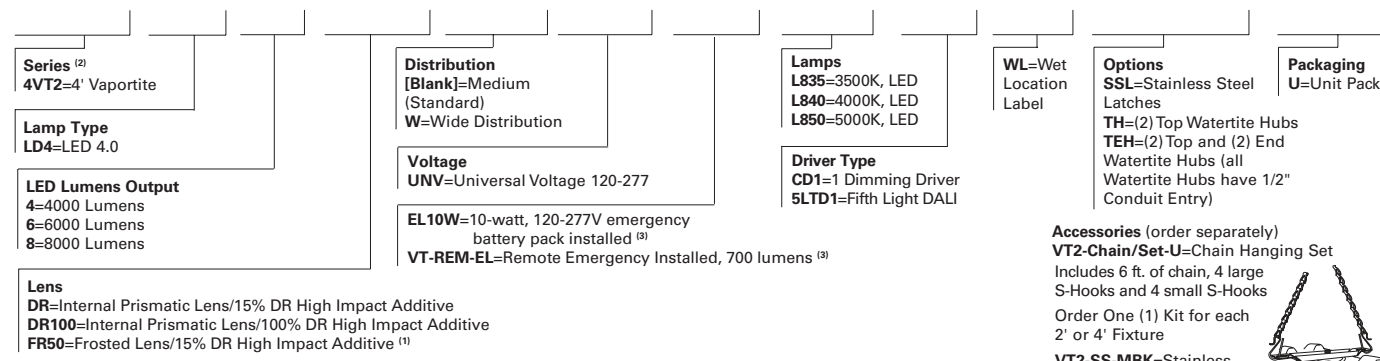 Series (2)
4VT2=4' Vaportite
Lamp Type
LD4=LED 4.0
LED Lumens Output
4=4000 Lumens
6=6000 Lumens
8=8000 Lumens
Lens
DR=Internal Prismatic Lens/15% DR High Impact Additive
DR100=Internal Prismatic Lens/100% DR High Impact Additive
FR50=Frosted Lens/15% DR High Impact Additive (1)
Distribution
[Blank]=Medium
(Standard)
W=Wide Distribution
Voltage
UNV=Universal Voltage 120-277
EL10W=10-watt, 120-277V emergency
battery pack installed (3)
VT-REM-EL=Remote Emergency Installed, 700 lumens (3)
Lamps
L835=3500K, LED
L840=4000K, LED
L850=5000K, LED
Driver Type
CD1=1 Dimming Driver
5LTD1=Fifth Light DALI
WL=Wet
Location
Label
Options
SSL=Stainless Steel
Latches
TH=(2) Top Watertite Hubs
TEH=(2) Top and (2) End
Watertite Hubs (all
Watertite Hubs have 1/2"
Conduit Entry)
Packaging
U=Unit Pack
Accessories (order separately)
VT2-Chain/Set-U=Chain Hanging Set
Includes 6 ft. of chain, 4 large
S-Hooks and 4 small S-Hooks
Order One (1) Kit for each
2' or 4' Fixture
VT2-SS-MBK=Stainless